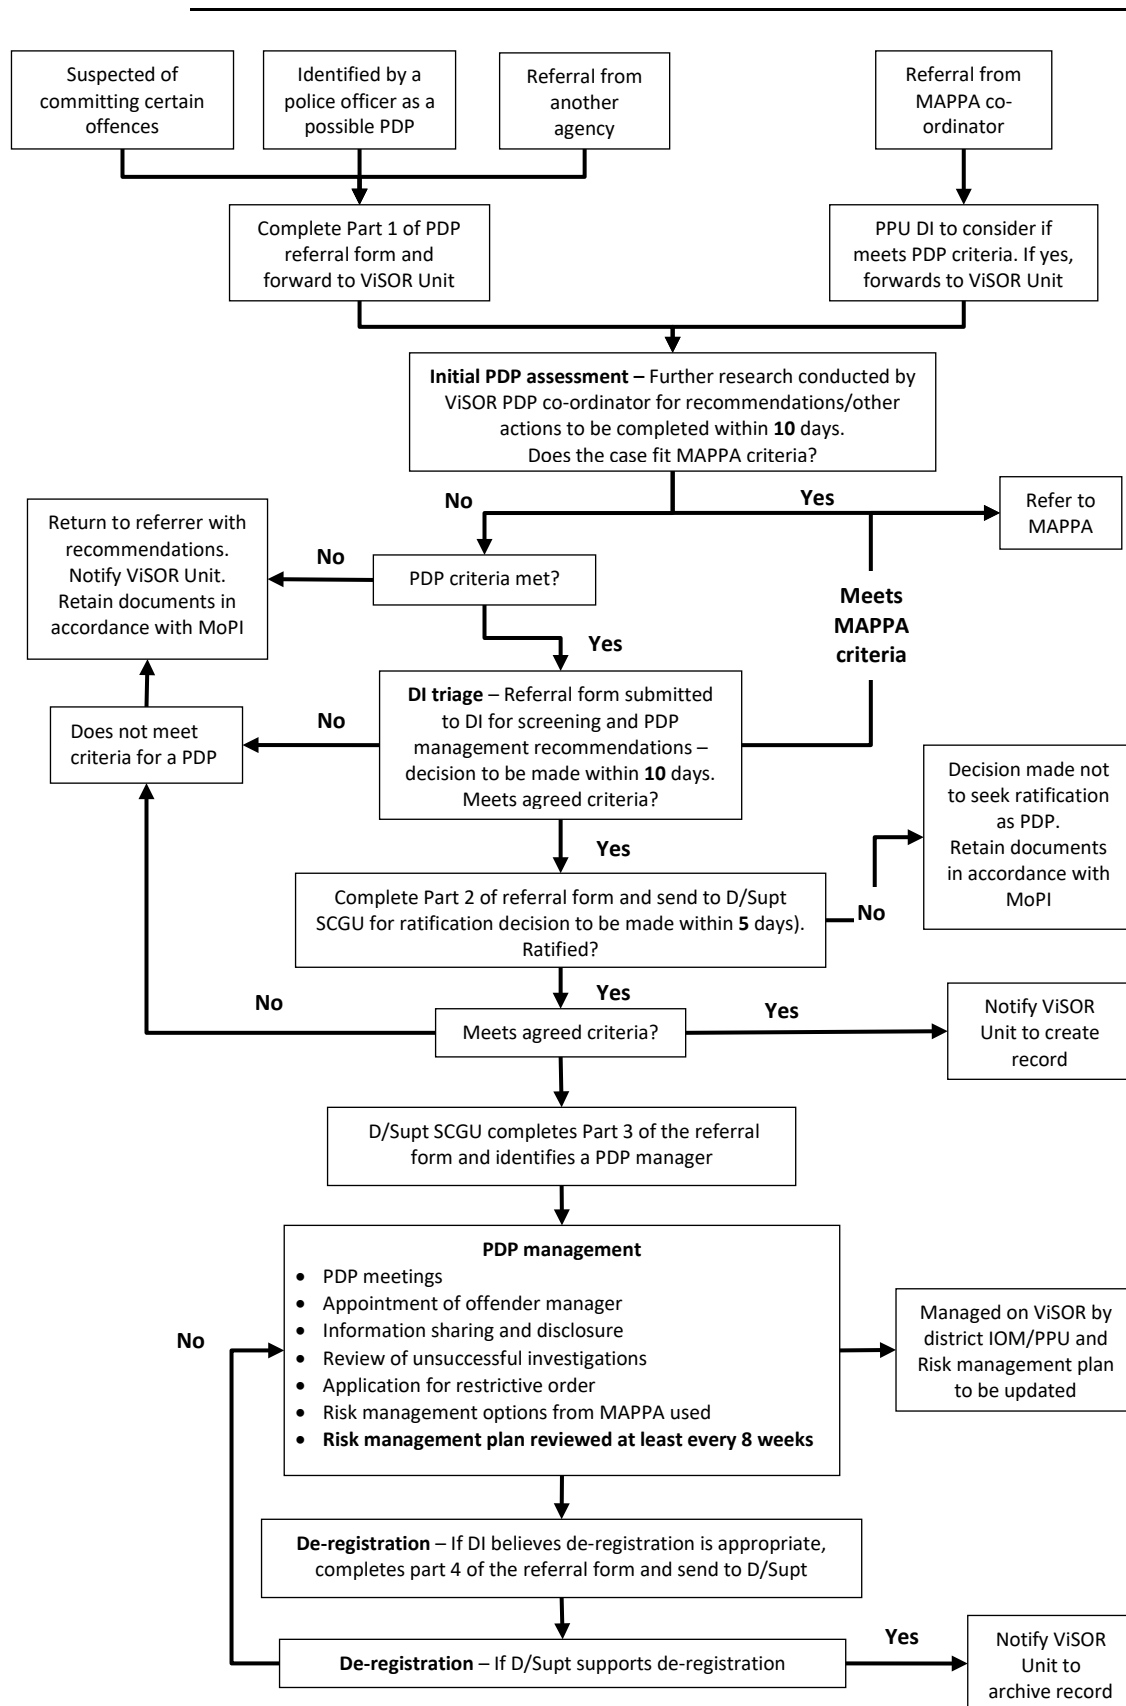 Suspected of
committing certain
offences
Identified by a
police officer as a
possible PDP
Referral from
another
agency
Referral from
MAPPA co-
ordinator
Complete Part 1 of PDP
referral form and
forward to ViSOR Unit
PPU DI to consider if
meets PDP criteria. If yes,
forwards to ViSOR Unit
Initial PDP assessment – Further research conducted by
ViSOR PDP co-ordinator for recommendations/other
actions to be completed within 10 days.
Does the case fit MAPPA criteria?
No
Yes
Refer to
MAPPA
Return to referrer with
recommendations.
Notify ViSOR Unit.
Retain documents in
accordance with MoPI
No
PDP criteria met?
Meets
MAPPA
criteria
Yes
DI triage – Referral form submitted
to DI for screening and PDP
management recommendations –
decision to be made within 10 days.
Meets agreed criteria?
No
Does not meet
criteria for a PDP
Decision made not
to seek ratification
as PDP.
Retain documents
in accordance with
MoPI
Yes
Complete Part 2 of referral form and send to D/Supt
SCGU for ratification decision to be made within 5 days).
Ratified?
No
Yes
No
Meets agreed criteria?
Yes
Notify ViSOR
Unit to create
record
D/Supt SCGU completes Part 3 of the referral
form and identifies a PDP manager
PDP management
• PDP meetings
• Appointment of offender manager
• Information sharing and disclosure
• Review of unsuccessful investigations
• Application for restrictive order
• Risk management options from MAPPA used
• Risk management plan reviewed at least every 8 weeks
No
Managed on ViSOR by
district IOM/PPU and
Risk management plan
to be updated
De-registration – If DI believes de-registration is appropriate,
completes part 4 of the referral form and send to D/Supt
De-registration – If D/Supt supports de-registration
Yes
Notify ViSOR
Unit to
archive record